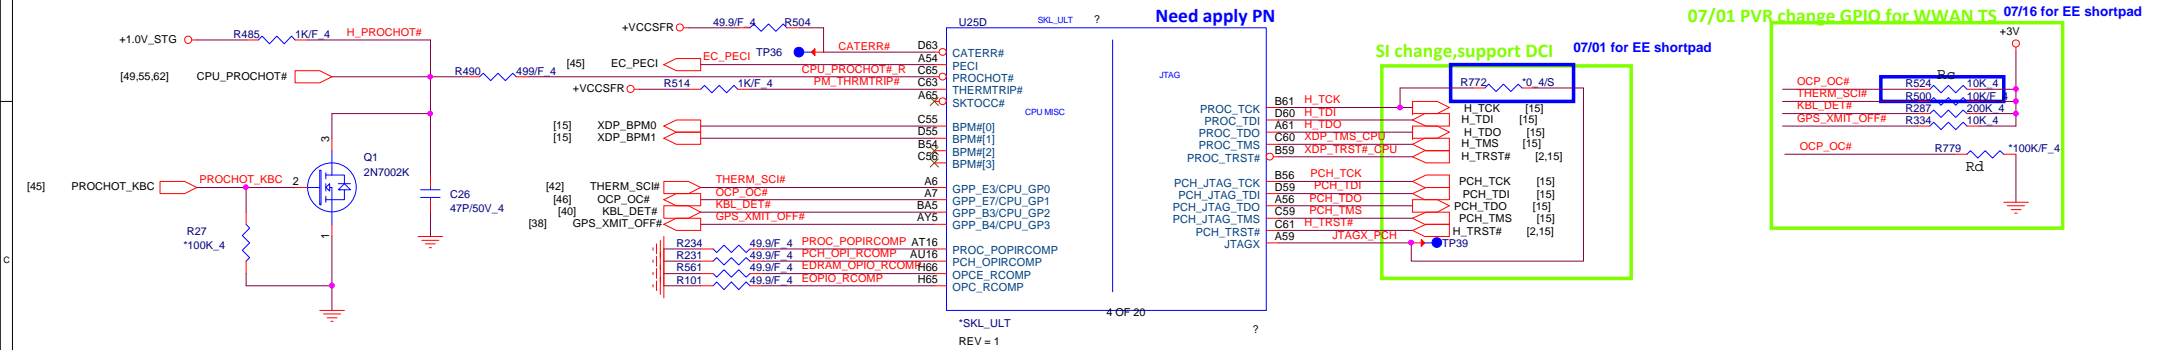 +1.0V_STG R485 1K/F_4 H_PROCHOT#
[49,55,62] CPU_PROCHOT#
R490 499/F_4
3
Q1
2N7002K
[45] PROCHOT_KBC PROCHOT_KBC 2
1
R27
*100K_4
C26
47P/50V_4
C
+VCCSFR 49.9/F_4 R504
TP36 CATERR# D63
[45] EC_PECI EC_PECI A54
CPU_PROCHOT#_R C65
+VCCSFR R514 1K/F_4 PM_THRMTRIP# C63
A65
[15] XDP_BPM0 C55
[15] XDP_BPM1 D55
B54
C56
[42] THERM_SCI# THERM_SCI# A6
[46] OCP_OC# OCP_OC# A7
[40] KBL_DET# KBL_DET# BA5
[38] GPS_XMIT_OFF# GPS_XMIT_OFF# AY5
R234 49.9/F_4 PROC_POPIRCOMP AT16
R231 49.9/F_4 PCH_OPI_RCOMP AU16
R561 49.9/F_4 EDRAM_OPIO_RCOMP H66
R101 49.9/F_4 EOPIO_RCOMP H65
U25D SKL_ULT ?
Need apply PN
CATERR#
PECI
PROCHOT#
THERMTRIP#
SKTOCC#
CPU MISC
BPM#[0]
BPM#[1]
BPM#[2]
BPM#[3]
GPP_E3/CPU_GP0
GPP_E7/CPU_GP1
GPP_B3/CPU_GP2
GPP_B4/CPU_GP3
PROC_POPIRCOMP
PCH_OPIRCOMP
OPCE_RCOMP
OPC_RCOMP
JTAG
PROC_TCK
PROC_TDI
PROC_TDO
PROC_TMS
PROC_TRST#
PCH_JTAG_TCK
PCH_JTAG_TDI
PCH_JTAG_TDO
PCH_JTAG_TMS
PCH_TRST#
JTAGX
4 OF 20
*SKL_ULT
REV = 1
?
SI change,support DCI
07/01 for EE shortpad
R772 *0_4/S
B61 H_TCK H_TCK [15]
D60 H_TDI H_TDI [15]
A61 H_TDO H_TDO [15]
C60 XDP_TMS_CPU H_TMS [15]
B59 XDP_TRST#_CPU H_TRST# [2,15]
B56 PCH_TCK PCH_TCK [15]
D59 PCH_TDI PCH_TDI [15]
A56 PCH_TDO PCH_TDO [15]
C59 PCH_TMS PCH_TMS [15]
C61 H_TRST# H_TRST# [2,15]
A59 JTAGX_PCH TP39
07/01 PVR change GPIO for WWAN TS
07/16 for EE shortpad
+3V
Rc
OCP_OC# R524 10K_4
THERM_SCI# R500 10K/F_4
KBL_DET# R287 200K_4
GPS_XMIT_OFF# R334 10K_4
OCP_OC# R779 *100K/F_4
Rd